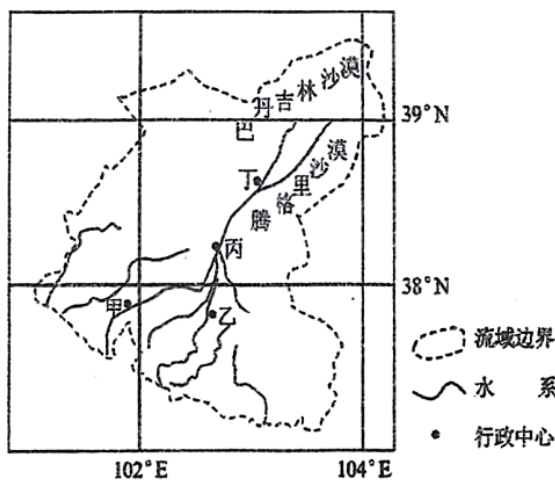 巴丹吉林沙漠
39°N
丁
腾格里沙漠
丙
38°N
甲
乙
流域边界
水 系
行政中心
102°E
104°E